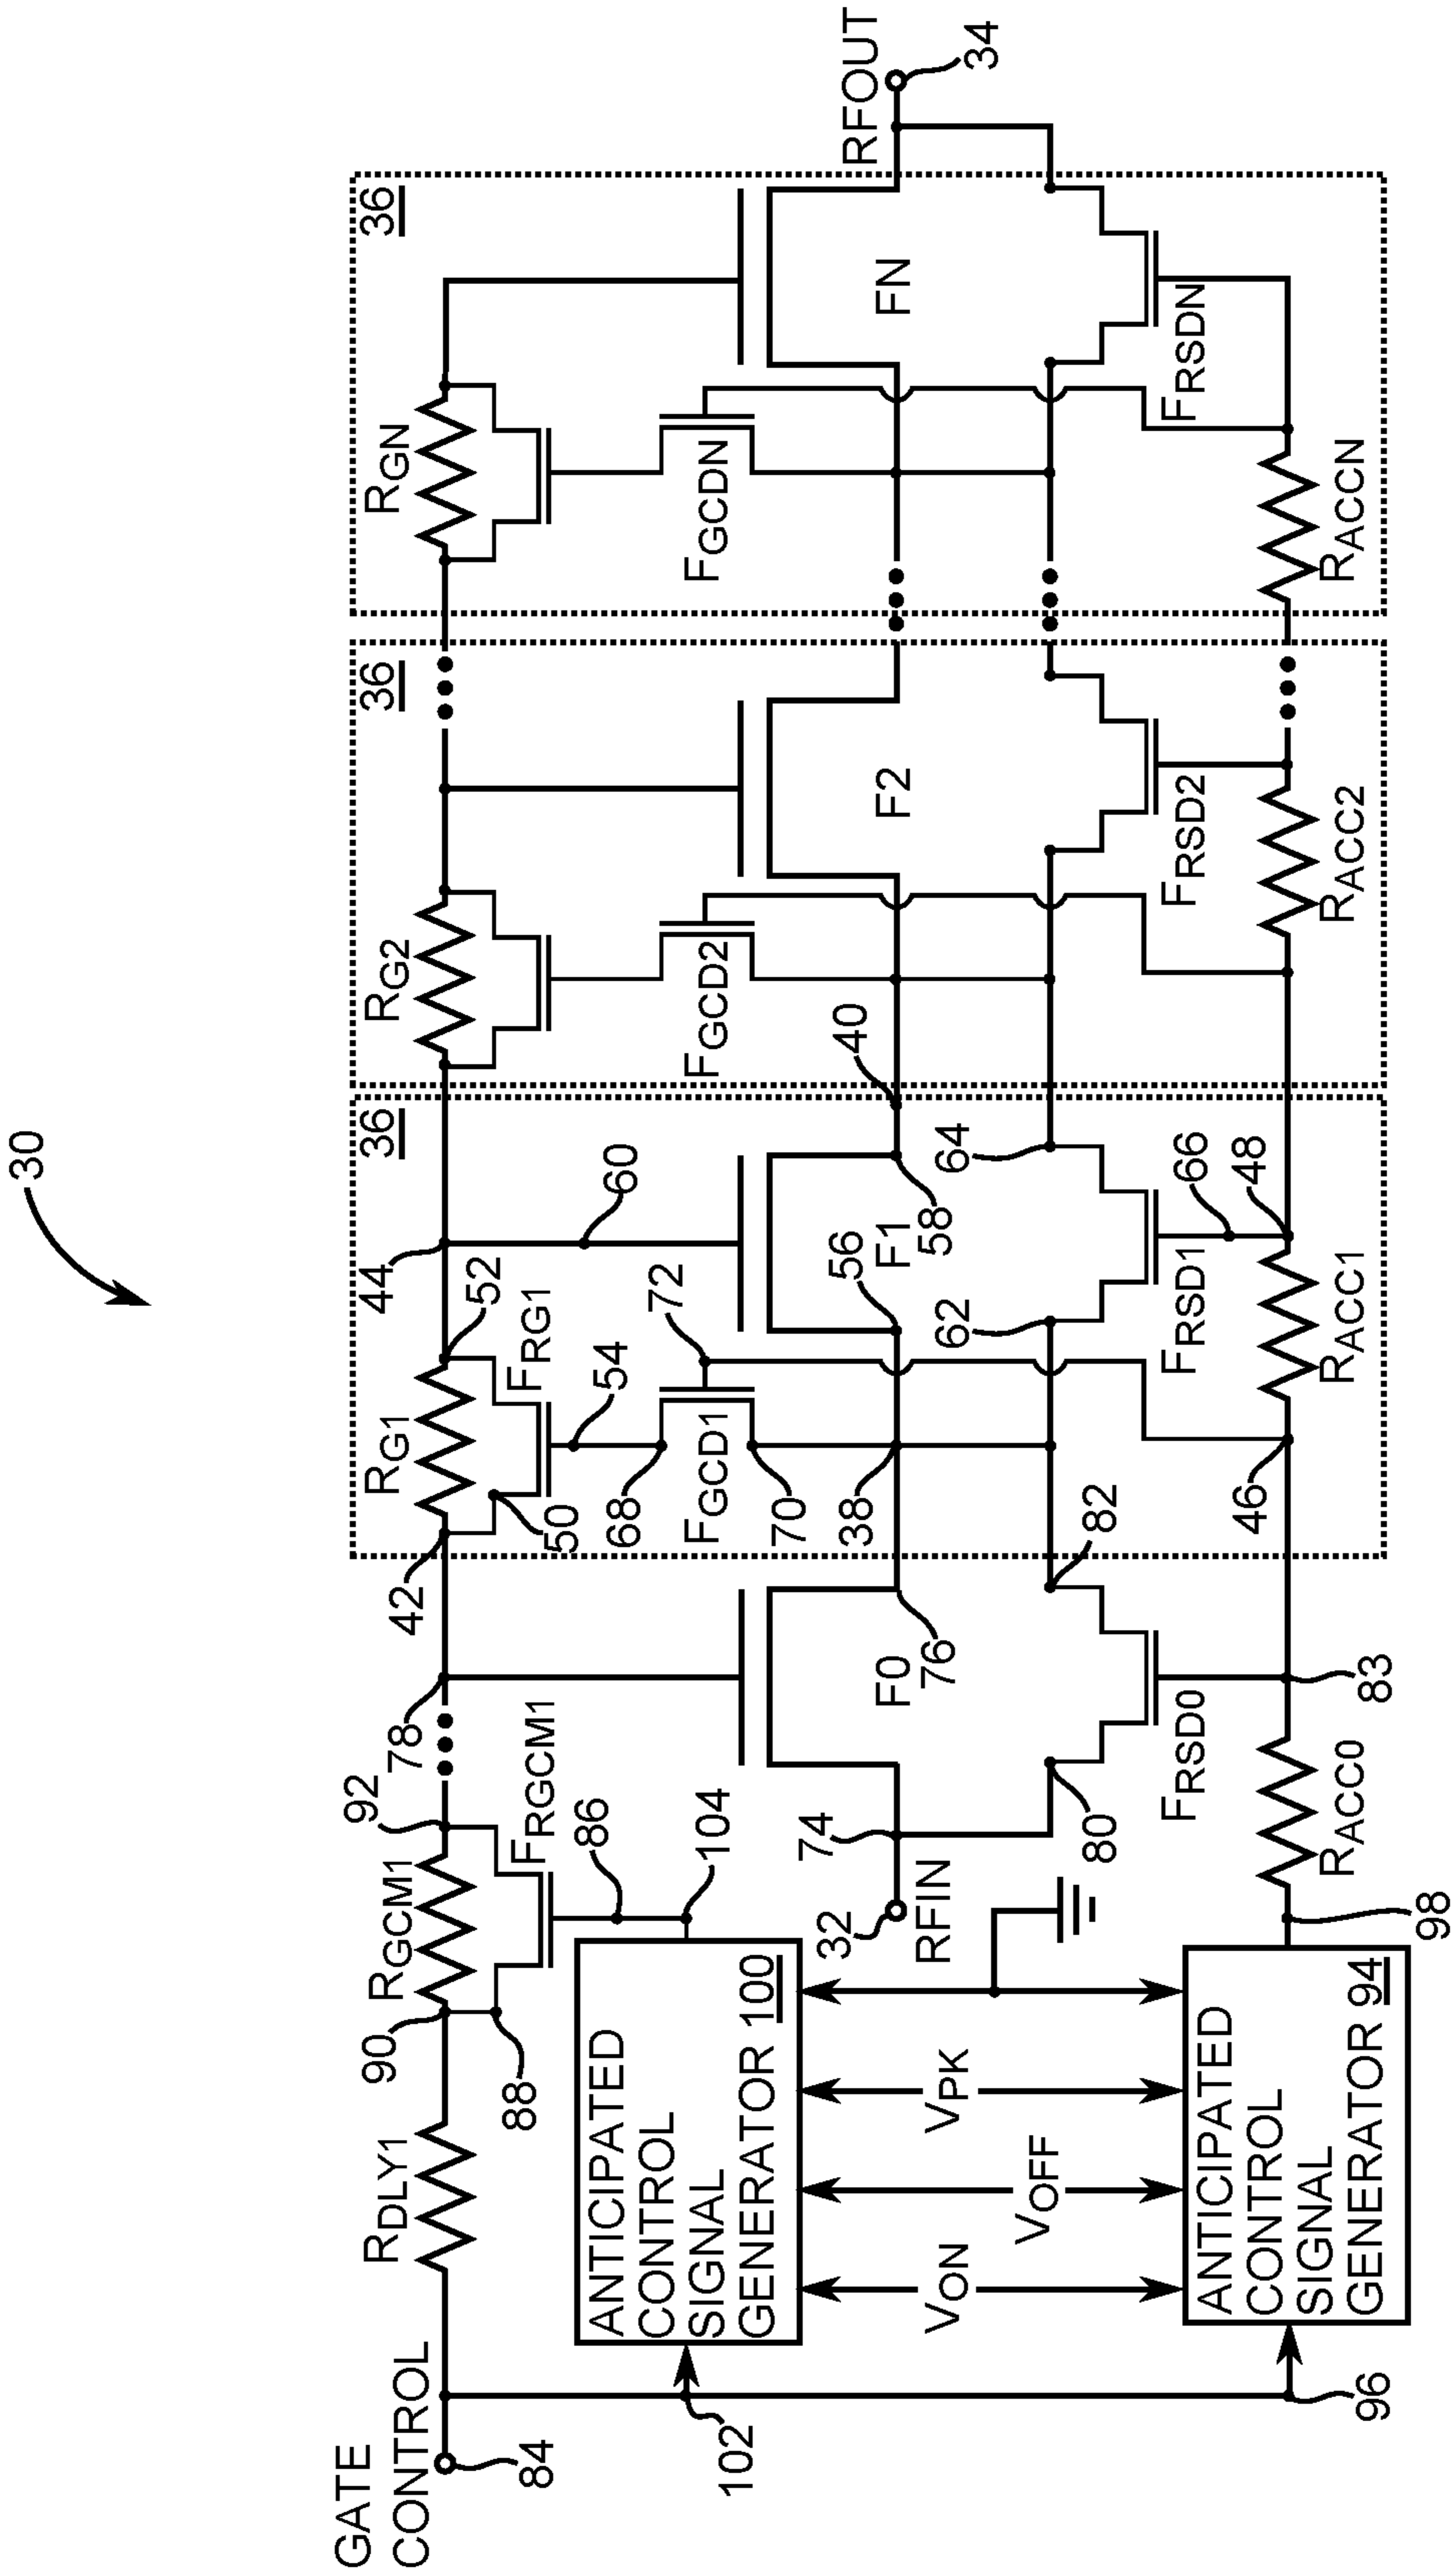 30
GATE
CONTROL
84
RDLY1
90
RGCM1
92
78
FRGCM1
88
86
104
102
ANTICIPATED
CONTROL
SIGNAL
GENERATOR 100
VON
VOFF
VPK
ANTICIPATED
CONTROL
SIGNAL
GENERATOR 94
96
98
32
RFIN
74
F0
76
80
82
FRSD0
RACC0
83
36
42
RG1
44
50
52
FRG1
54
60
68
72
FGCD1
70
38
56
F1
58
40
62
64
FRSD1
66
46
48
RACC1
36
RG2
FGCD2
F2
FRSD2
RACC2
36
RGN
FGCDN
FN
FRSDN
RACCN
RFOUT
34